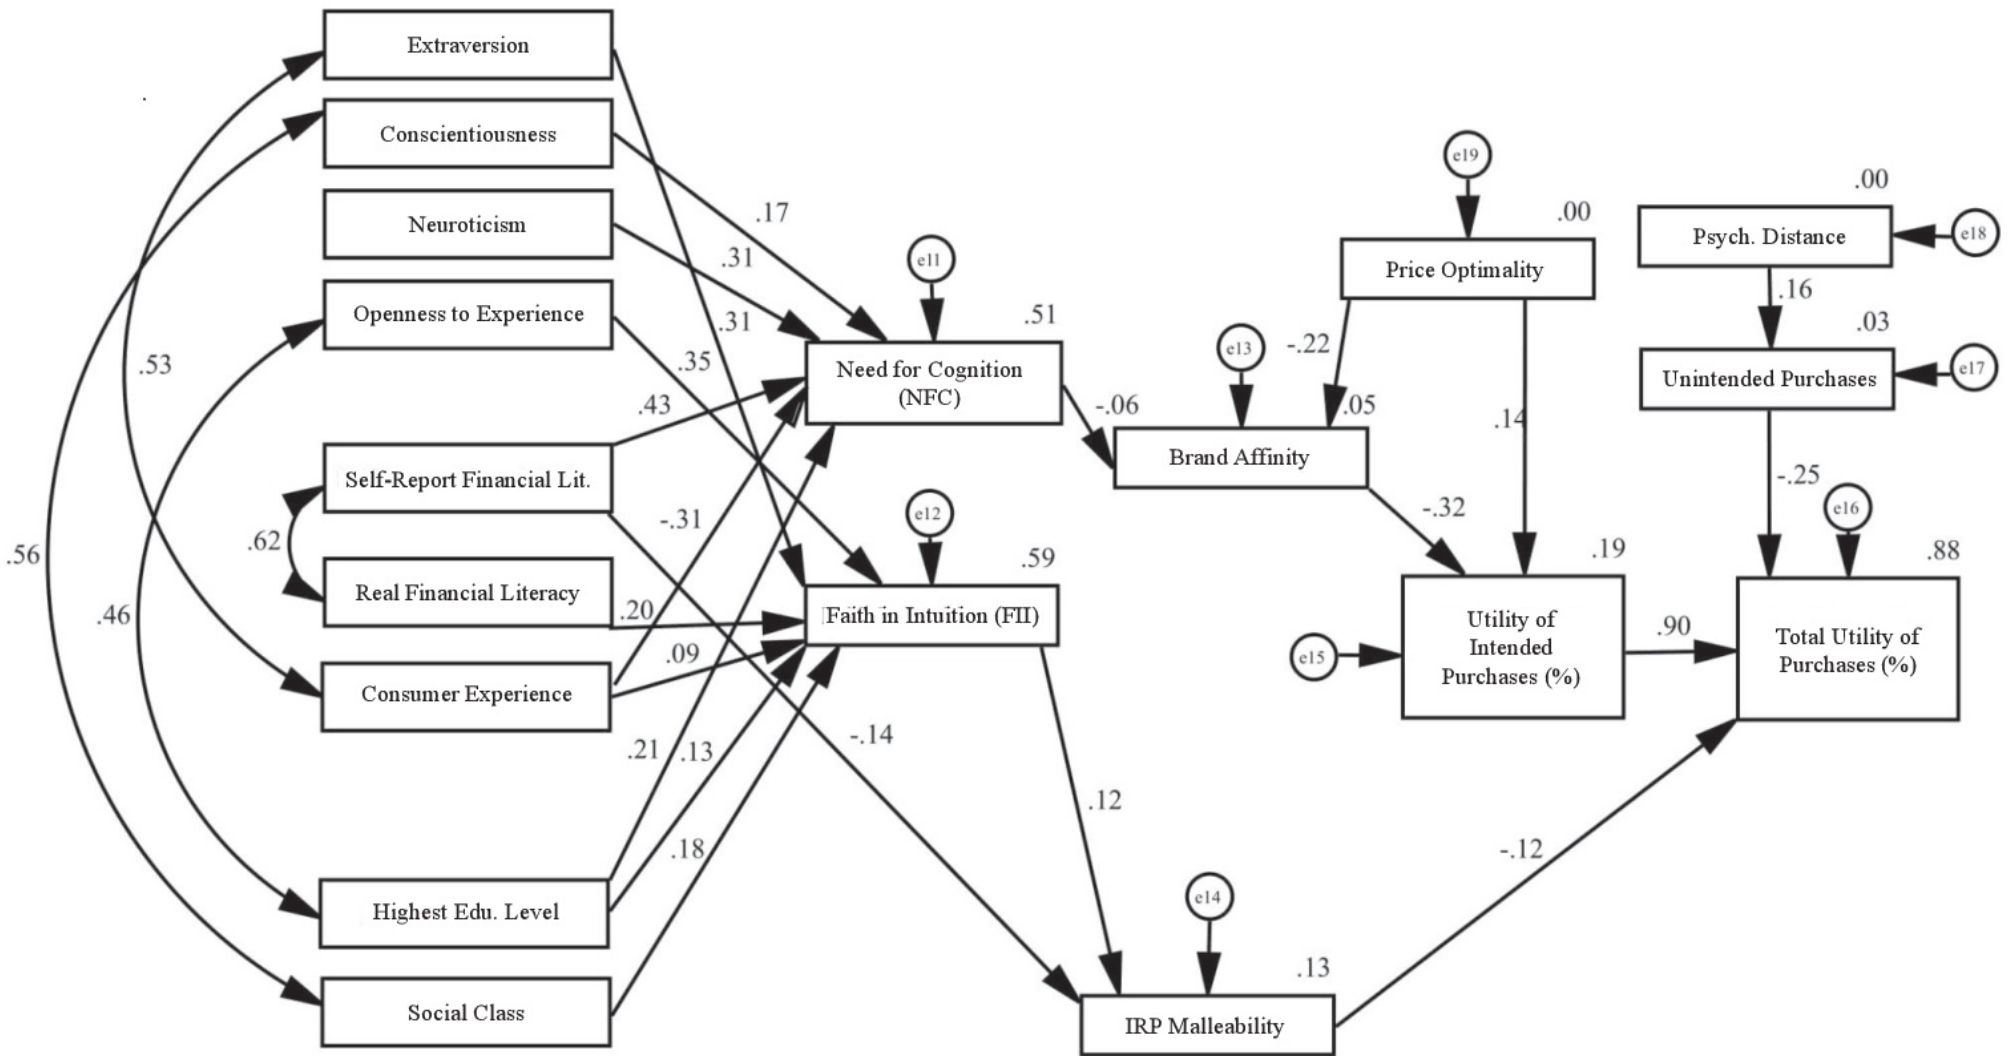 Extraversion
Conscientiousness
Neuroticism
Openness to Experience
Self-Report Financial Lit.
Real Financial Literacy
Consumer Experience
Highest Edu. Level
Social Class
.53
.56
.62
.46
.17
.31
.31
.35
.43
-.31
.20
.09
.21
.13
.18
-.14
e11
.51
Need for Cognition
(NFC)
e12
.59
Faith in Intuition (FII)
-.06
.12
e13
.05
Brand Affinity
e19
.00
Price Optimality
-.22
.14
-.32
e14
.13
IRP Malleability
-.12
e15
.19
Utility of
Intended
Purchases (%)
.90
.00
Psych. Distance
e18
.16
.03
Unintended Purchases
e17
-.25
e16
.88
Total Utility of
Purchases (%)